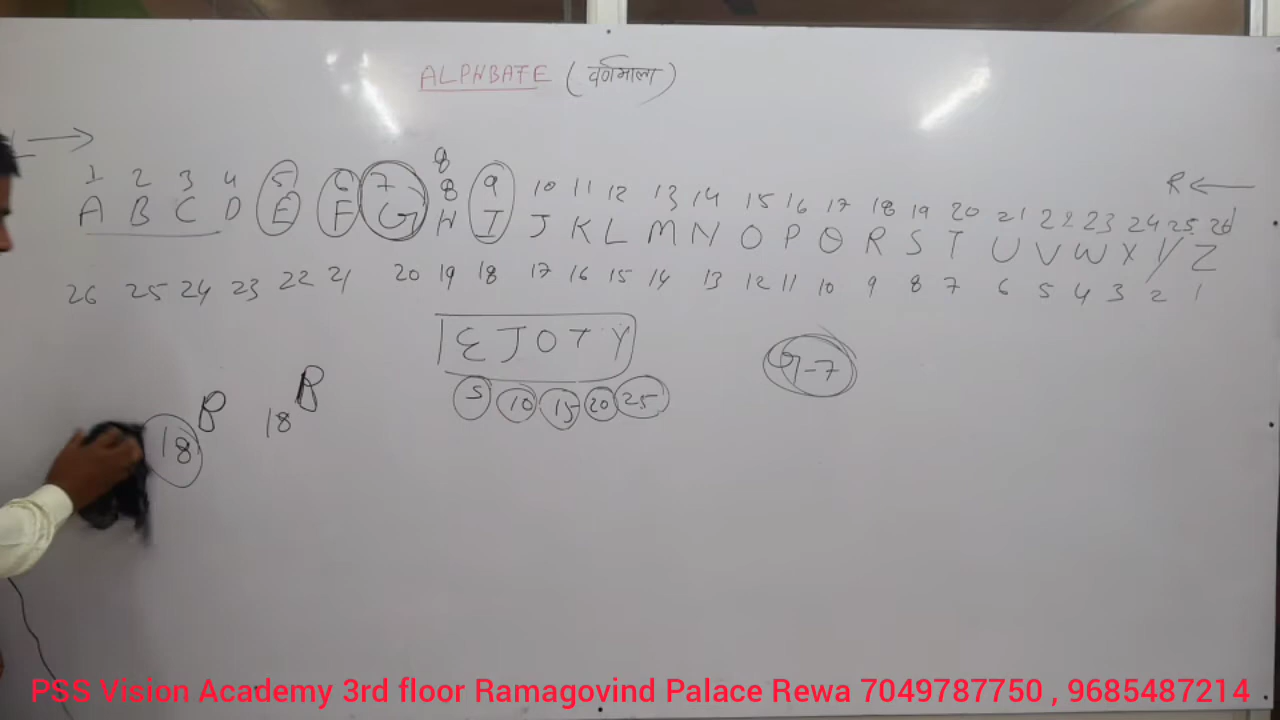 ALPHBATE (वर्णमाला)
R
8
1 2 3 4 5 6 7 8 9 10 11 12 13 14 15 16 17 18 19 20 21 22 23 24 25 26
A B C D E F G H I J K L M N O P Q R S T U V W X Y Z
26 25 24 23 22 21 20 19 18 17 16 15 14 13 12 11 10 9 8 7 6 5 4 3 2 1
EJOTY
G-7
5 10 15 20 25
18 18
PSS Vision Academy 3rd floor Ramagovind Palace Rewa 7049787750 , 9685487214